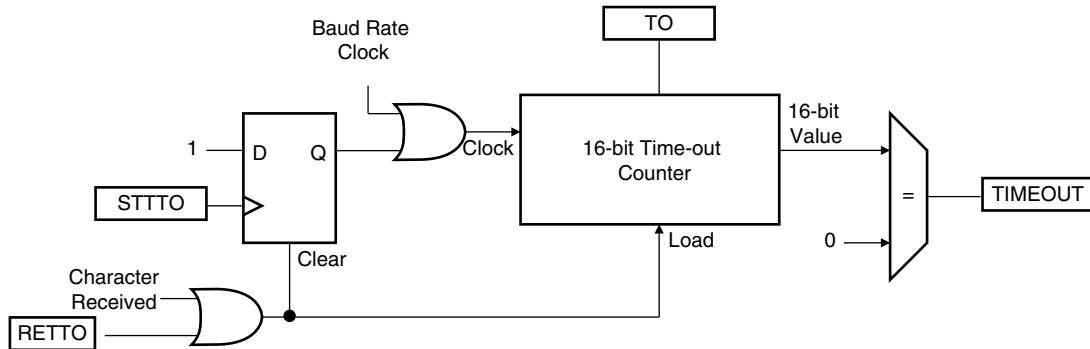 TO
Baud Rate
Clock
16-bit
Value
1
D
Q
Clock
16-bit Time-out
Counter
STTTO
=
TIMEOUT
Clear
Load
0
Character
Received
RETTO